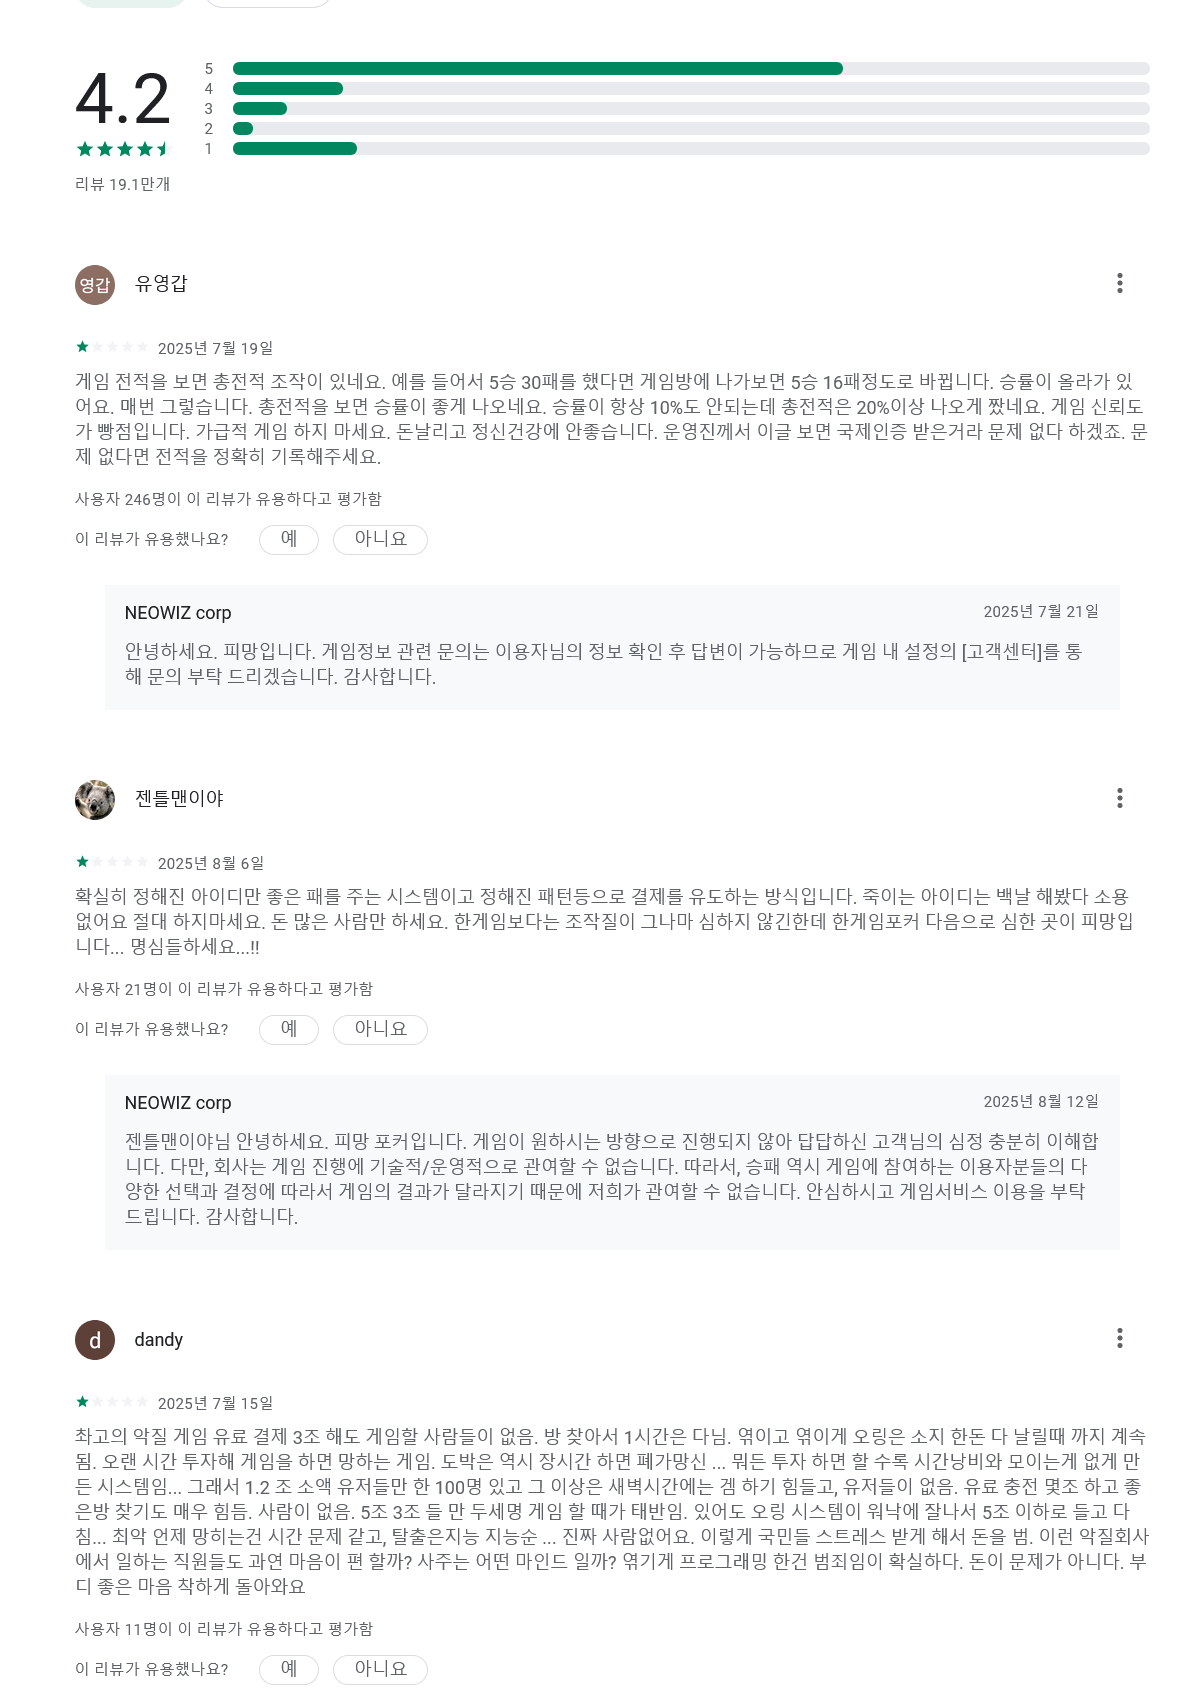 4.2
5
4
3
2
1
리뷰 19.1만개
영갑
유영갑
2025년 7월 19일
게임 전적을 보면 총전적 조작이 있네요. 예를 들어서 5승 30패를 했다면 게임방에 나가보면 5승 16패정도로 바뀝니다. 승률이 올라가 있
어요. 매번 그렇습니다. 총전적을 보면 승률이 좋게 나오네요. 승률이 항상 10%도 안되는데 총전적은 20%이상 나오게 짰네요. 게임 신뢰도
가 빵점입니다. 가급적 게임 하지 마세요. 돈날리고 정신건강에 안좋습니다. 운영진께서 이글 보면 국제인증 받은거라 문제 없다 하겠죠. 문
제 없다면 전적을 정확히 기록해주세요.
사용자 246명이 이 리뷰가 유용하다고 평가함
이 리뷰가 유용했나요?
예
아니요
NEOWIZ corp
2025년 7월 21일
안녕하세요. 피망입니다. 게임정보 관련 문의는 이용자님의 정보 확인 후 답변이 가능하므로 게임 내 설정의 [고객센터]를 통
해 문의 부탁 드리겠습니다. 감사합니다.
젠틀맨이야
2025년 8월 6일
확실히 정해진 아이디만 좋은 패를 주는 시스템이고 정해진 패턴등으로 결제를 유도하는 방식입니다. 죽이는 아이디는 백날 해봤다 소용
없어요 절대 하지마세요. 돈 많은 사람만 하세요. 한게임보다는 조작질이 그나마 심하지 않긴한데 한게임포커 다음으로 심한 곳이 피망입
니다... 명심들하세요...!!
사용자 21명이 이 리뷰가 유용하다고 평가함
이 리뷰가 유용했나요?
예
아니요
NEOWIZ corp
2025년 8월 12일
젠틀맨이야님 안녕하세요. 피망 포커입니다. 게임이 원하시는 방향으로 진행되지 않아 답답하신 고객님의 심정 충분히 이해합
니다. 다만, 회사는 게임 진행에 기술적/운영적으로 관여할 수 없습니다. 따라서, 승패 역시 게임에 참여하는 이용자분들의 다
양한 선택과 결정에 따라서 게임의 결과가 달라지기 때문에 저희가 관여할 수 없습니다. 안심하시고 게임서비스 이용을 부탁
드립니다. 감사합니다.
d
dandy
2025년 7월 15일
촤고의 악질 게임 유료 결제 3조 해도 게임할 사람들이 없음. 방 찾아서 1시간은 다님. 엮이고 엮이게 오링은 소지 한돈 다 날릴때 까지 계속
됨. 오랜 시간 투자해 게임을 하면 망하는 게임. 도박은 역시 장시간 하면 폐가망신 ... 뭐든 투자 하면 할 수록 시간낭비와 모이는게 없게 만
든 시스템임... 그래서 1.2 조 소액 유저들만 한 100명 있고 그 이상은 새벽시간에는 겜 하기 힘들고, 유저들이 없음. 유료 충전 몇조 하고 좋
은방 찾기도 매우 힘듬. 사람이 없음. 5조 3조 들 만 두세명 게임 할 때가 태반임. 있어도 오링 시스템이 워낙에 잘나서 5조 이하로 들고 다
침... 최악 언제 망히는건 시간 문제 같고, 탈출은지능 지능순 ... 진짜 사람없어요. 이렇게 국민들 스트레스 받게 해서 돈을 범. 이런 악질회사
에서 일하는 직원들도 과연 마음이 편 할까? 사주는 어떤 마인드 일까? 엮기게 프로그래밍 한건 범죄임이 확실하다. 돈이 문제가 아니다. 부
디 좋은 마음 착하게 돌아와요
사용자 11명이 이 리뷰가 유용하다고 평가함
이 리뷰가 유용했나요?
예
아니요